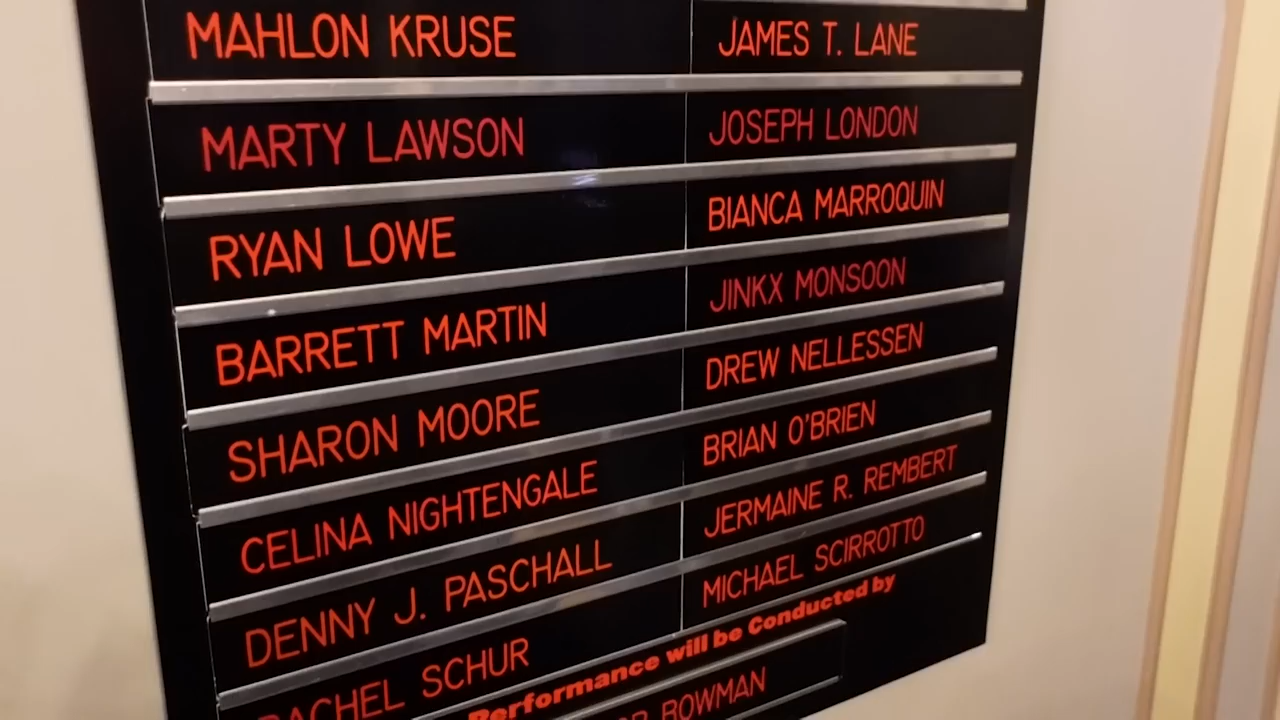 MAHLON KRUSE
JAMES T. LANE
MARTY LAWSON
JOSEPH LONDON
RYAN LOWE
BIANCA MARROQUIN
BARRETT MARTIN
JINKX MONSOON
SHARON MOORE
DREW NELLESSEN
CELINA NIGHTENGALE
BRIAN O'BRIEN
DENNY J. PASCHALL
JERMAINE R. REMBERT
RACHEL SCHUR
MICHAEL SCIRROTTO
Performance will be Conducted by
BOWMAN